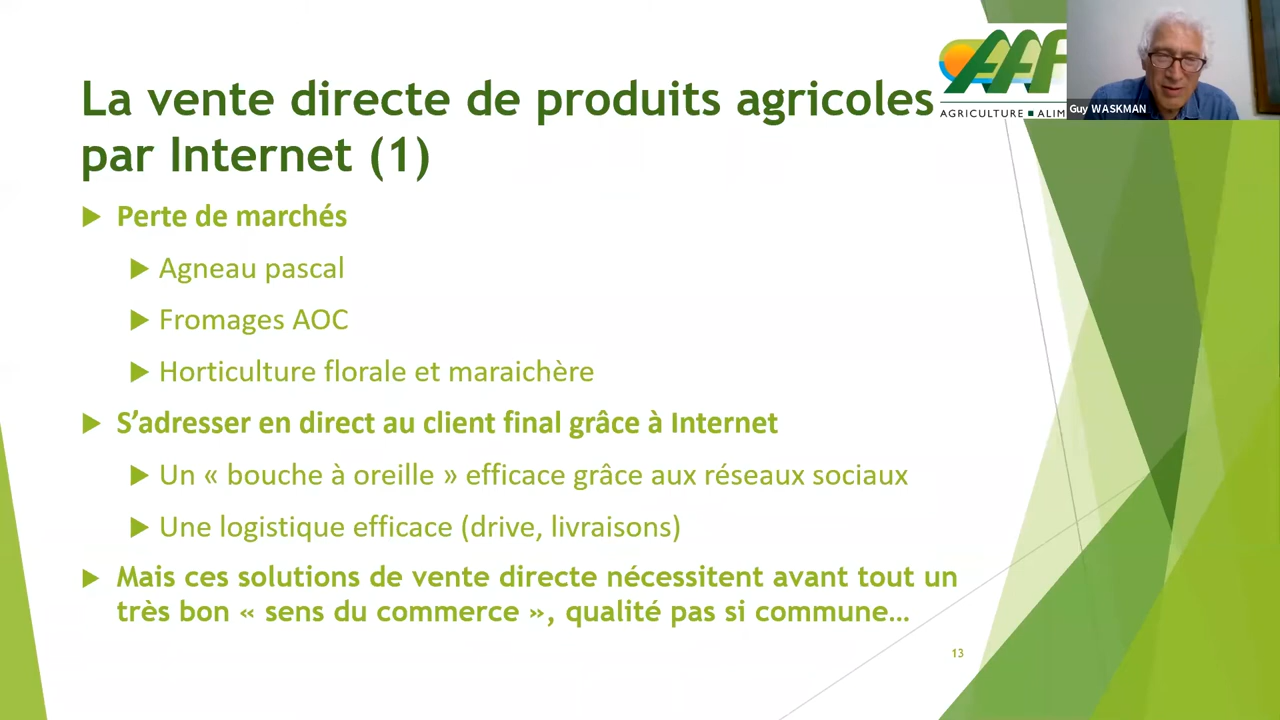 La vente directe de produits agricoles
par Internet (1)
AAF
AGRICULTURE ■ ALIM
Guy WASKMAN
Perte de marchés
Agneau pascal
Fromages AOC
Horticulture florale et maraichère
S’adresser en direct au client final grâce à Internet
Un « bouche à oreille » efficace grâce aux réseaux sociaux
Une logistique efficace (drive, livraisons)
Mais ces solutions de vente directe nécessitent avant tout un
très bon « sens du commerce », qualité pas si commune…
13